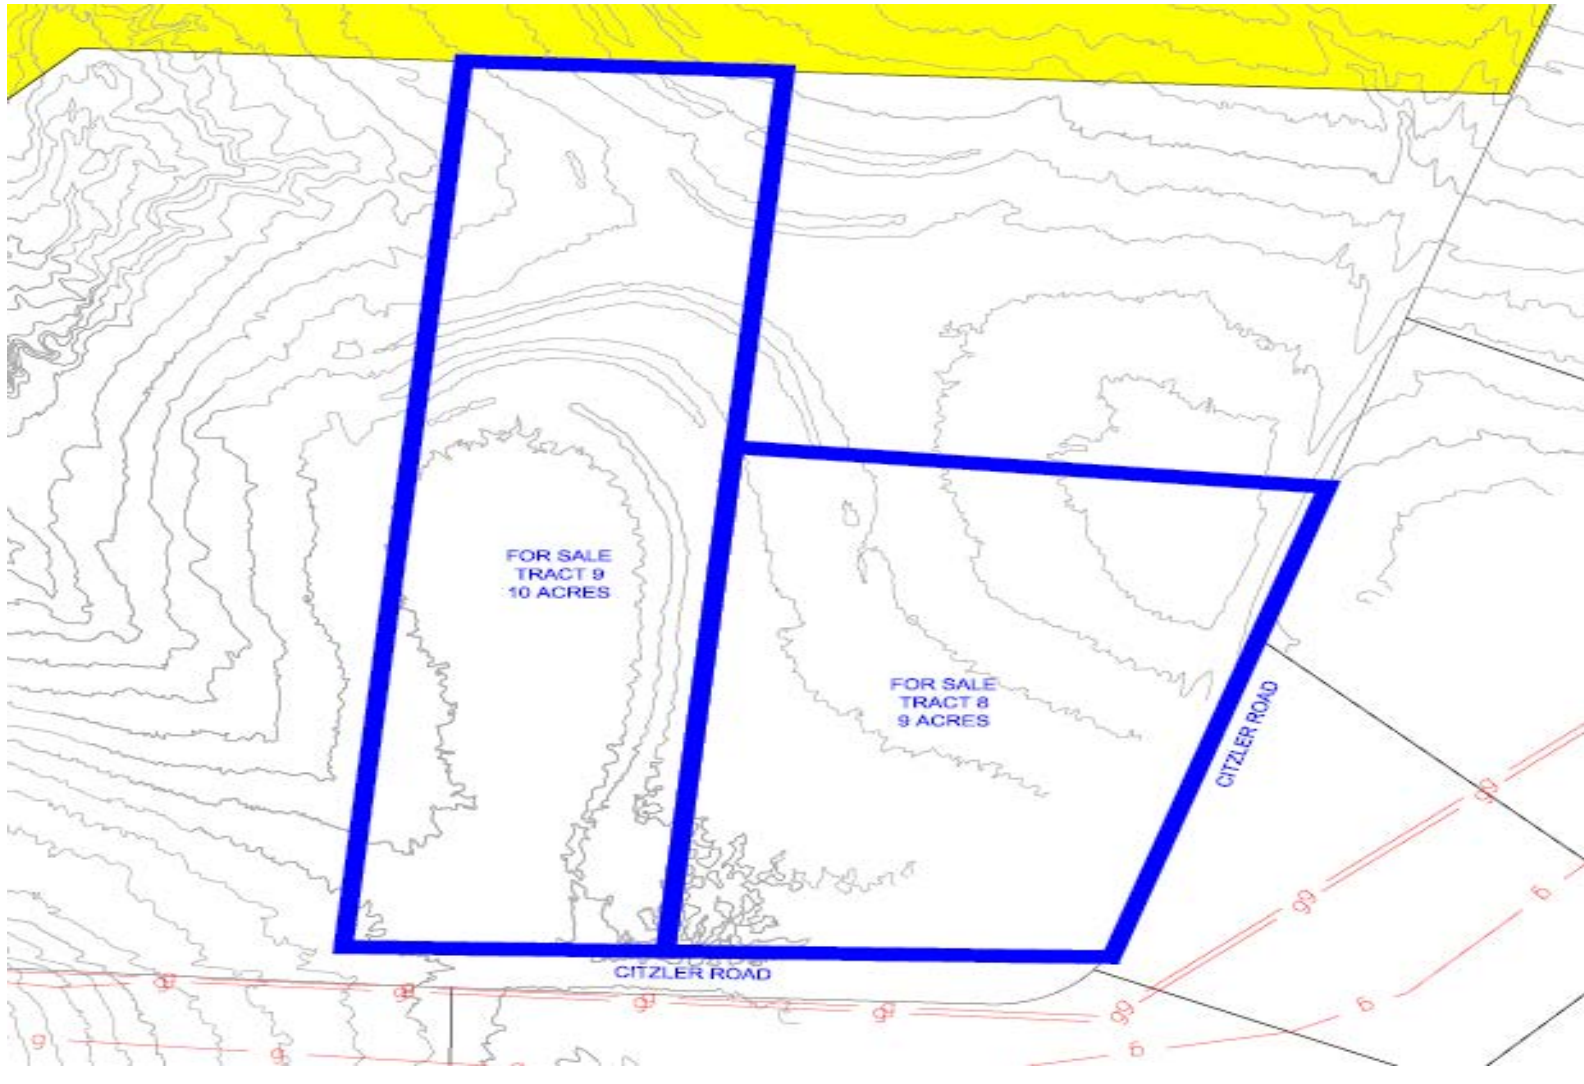 FOR SALE
TRACT 9
10 ACRES
FOR SALE
TRACT 8
9 ACRES
CITZLER ROAD
CITZLER ROAD